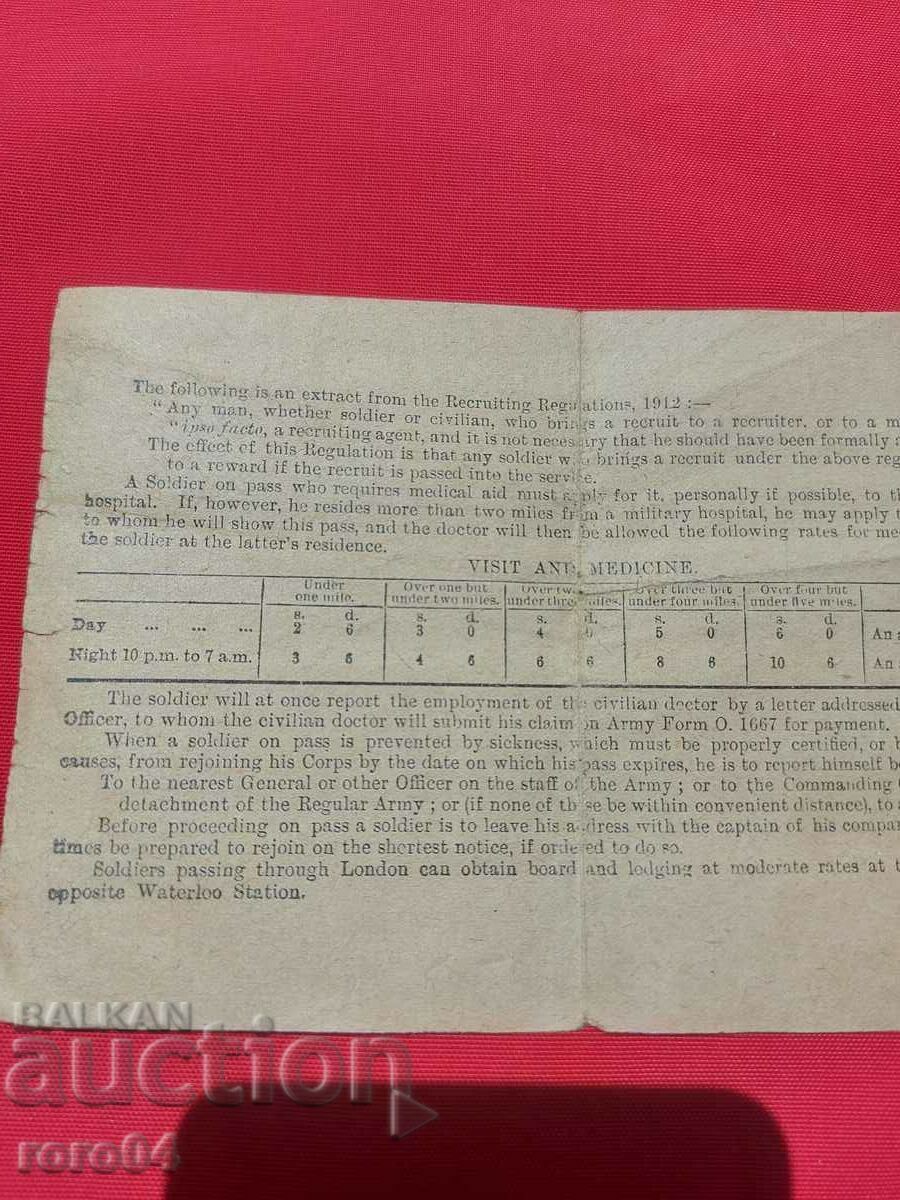 The following is an extract from the Recruiting Regulations, 1912 :—
"Any man, whether soldier or civilian, who brings a recruit to a recruiter, or to a m
"ipso facto, a recruiting agent, and it is not necessary that he should have been formally a
The effect of this Regulation is that any soldier who brings a recruit under the above reg
to a reward if the recruit is passed into the service.
A Soldier on pass who requires medical aid must apply for it, personally if possible, to th
hospital. If, however, he resides more than two miles from a military hospital, he may apply t
to whom he will show this pass, and the doctor will then be allowed the following rates for me
the soldier at the latter's residence.
VISIT AND MEDICINE.
Under one mile. Over one but under two miles. Over tw under three miles. Over three but under four miles. Over four but under five miles.
s. d. s. d. s. d. s. d. s. d.
Day ... ... ... 2 6 3 0 4 0 5 0 6 0 An
Night 10 p.m. to 7 a.m. 3 6 4 6 6 6 8 6 10 6 An
The soldier will at once report the employment of the civilian doctor by a letter addressed
Officer, to whom the civilian doctor will submit his claim on Army Form O. 1667 for payment.
When a soldier on pass is prevented by sickness, which must be properly certified, or b
causes, from rejoining his Corps by the date on which his pass expires, he is to report himself be
To the nearest General or other Officer on the staff of the Army ; or to the Commanding
detachment of the Regular Army ; or (if none of these be within convenient distance), to a
Before proceeding on pass a soldier is to leave his address with the captain of his compan
times be prepared to rejoin on the shortest notice, if ordered to do so.
Soldiers passing through London can obtain board and lodging at moderate rates at t
opposite Waterloo Station.
BALKAN
auction
roro04